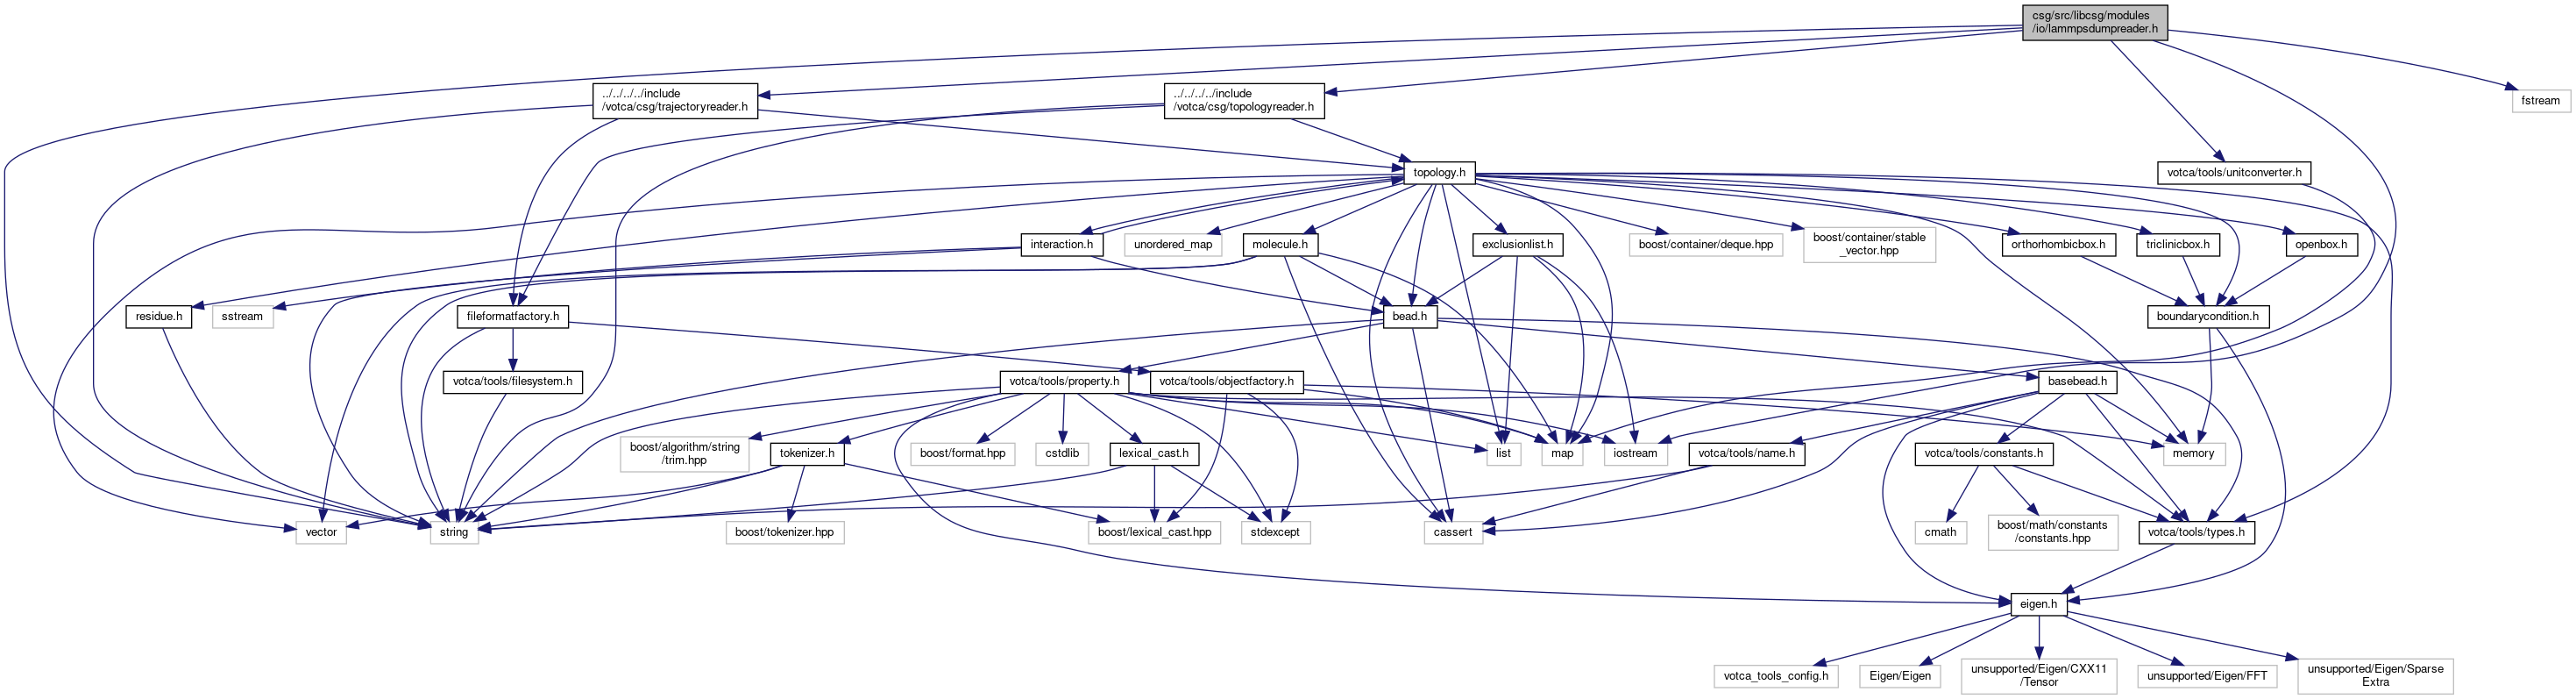 csg/src/libcsg/modules
/io/lammpsdumpreader.h
../../../../include
/votca/csg/trajectoryreader.h
../../../../include
/votca/csg/topologyreader.h
fstream
topology.h
votca/tools/unitconverter.h
interaction.h
unordered_map
molecule.h
exclusionlist.h
boost/container/deque.hpp
boost/container/stable
_vector.hpp
orthorhombicbox.h
triclinicbox.h
openbox.h
residue.h
sstream
fileformatfactory.h
bead.h
boundarycondition.h
votca/tools/filesystem.h
votca/tools/property.h
votca/tools/objectfactory.h
basebead.h
boost/algorithm/string
/trim.hpp
tokenizer.h
boost/format.hpp
cstdlib
lexical_cast.h
list
map
iostream
votca/tools/name.h
votca/tools/constants.h
memory
vector
string
boost/tokenizer.hpp
boost/lexical_cast.hpp
stdexcept
cassert
cmath
boost/math/constants
/constants.hpp
votca/tools/types.h
eigen.h
votca_tools_config.h
Eigen/Eigen
unsupported/Eigen/CXX11
/Tensor
unsupported/Eigen/FFT
unsupported/Eigen/Sparse
Extra